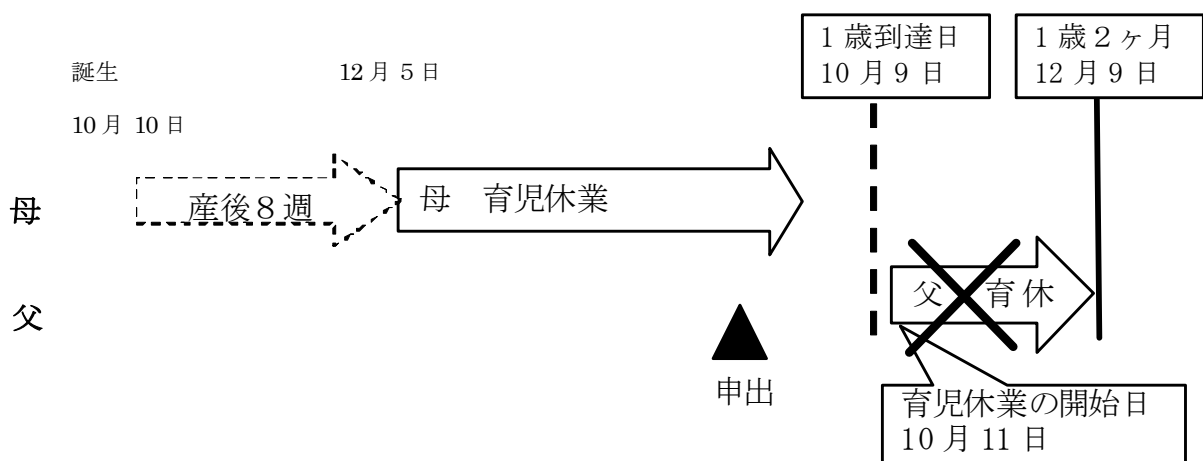 誕生
12月5日
10月 10日
1歳到達日
10月9日
1歳2ヶ月
12月9日
母
産後8週
母 育児休業
父
父 育休
申出
育児休業の開始日
10月11日